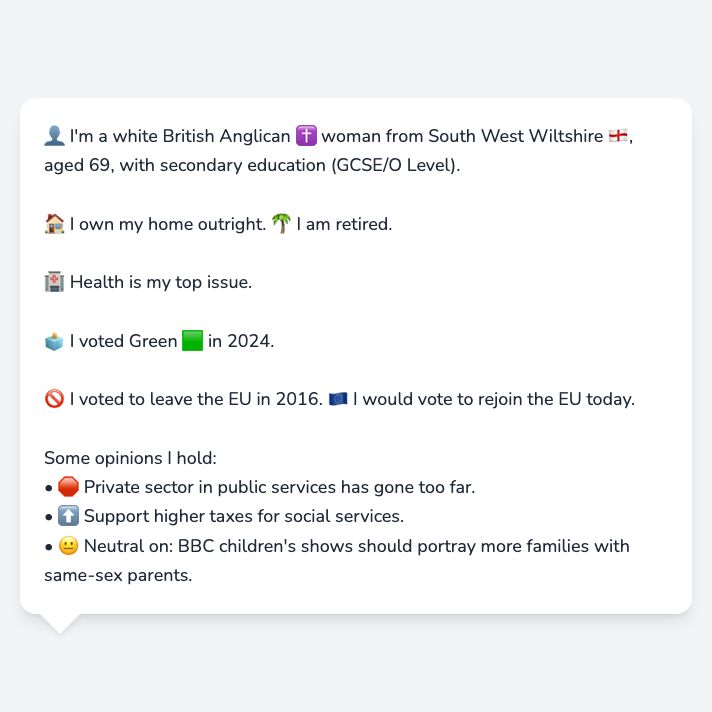 👤 I'm a white British Anglican ✝️ woman from South West Wiltshire 🏴󠁧󠁢󠁥󠁮󠁧󠁿,
aged 69, with secondary education (GCSE/O Level).
🏠 I own my home outright. 🌴 I am retired.
🏥 Health is my top issue.
🗳️ I voted Green 🟩 in 2024.
🚫 I voted to leave the EU in 2016. 🇪🇺 I would vote to rejoin the EU today.
Some opinions I hold:
• 🛑 Private sector in public services has gone too far.
• ⬆️ Support higher taxes for social services.
• 😐 Neutral on: BBC children's shows should portray more families with
same-sex parents.